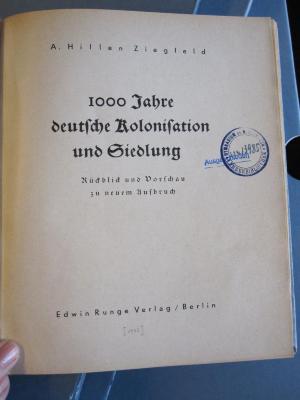 A. Hillen Ziegfeld
1000 Jahre
deutsche Kolonisation
und Siedlung
Rückblick und Vorschau
zu neuem Aufbruch
Edwin Runge Verlag / Berlin